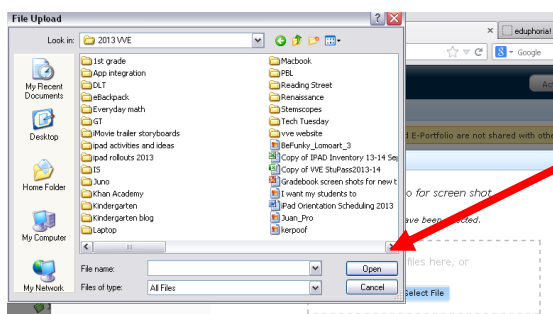 File Upload
Look in: 2013 VVE
eduphoria!
Google
My Recent Documents
Desktop
Home Folder
My Computer
My Network
1st grade
App integration
DLT
eBackpack
Everyday math
GT
iMovie trailer storyboards
ipad activities and ideas
ipad rollouts 2013
IS
Juno
Khan Academy
Kindergarten
Kindergarten blog
Laptop
Macbook
PBL
Reading Street
Renaissance
Stemscopes
Tech Tuesday
vve website
BeFunky_Lomoart_3
Copy of IPAD Inventory 13-14 Sep
Copy of VVE StuPass2013-14
Gradebook screen shots for new t
I want my students to
iPad Orientation Scheduling 2013
Juan_Pro
kerpoof
File name:
Open
Files of type: All Files
Cancel
Act
d E-Portfolio are not shared with othe
o for screen shot
ave been selected.
files here, or
Select File